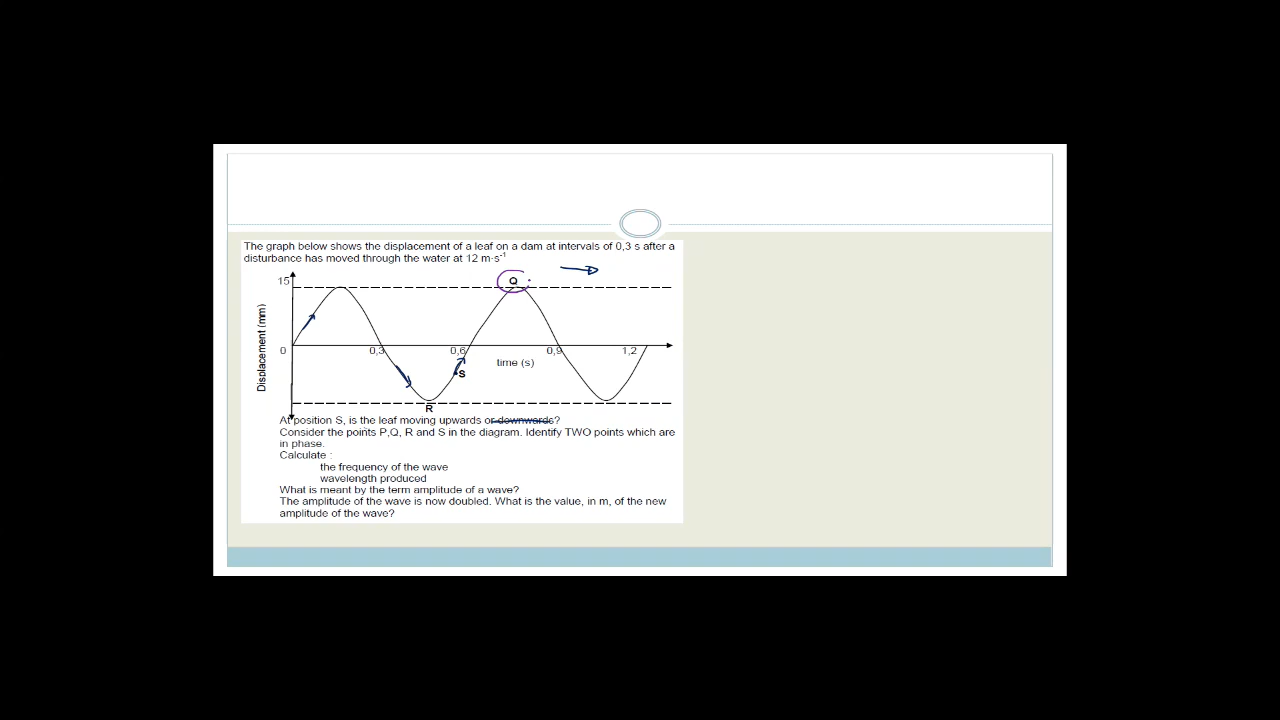 The graph below shows the displacement of a leaf on a dam at intervals of 0,3 s after a
disturbance has moved through the water at 12 m·s⁻¹
15
Q
Displacement (mm)
0
0,3
0,6
0,9
1,2
time (s)
S
R
At position S, is the leaf moving upwards or downwards?
Consider the points P,Q, R and S in the diagram. Identify TWO points which are
in phase.
Calculate :
the frequency of the wave
wavelength produced
What is meant by the term amplitude of a wave?
The amplitude of the wave is now doubled. What is the value, in m, of the new
amplitude of the wave?